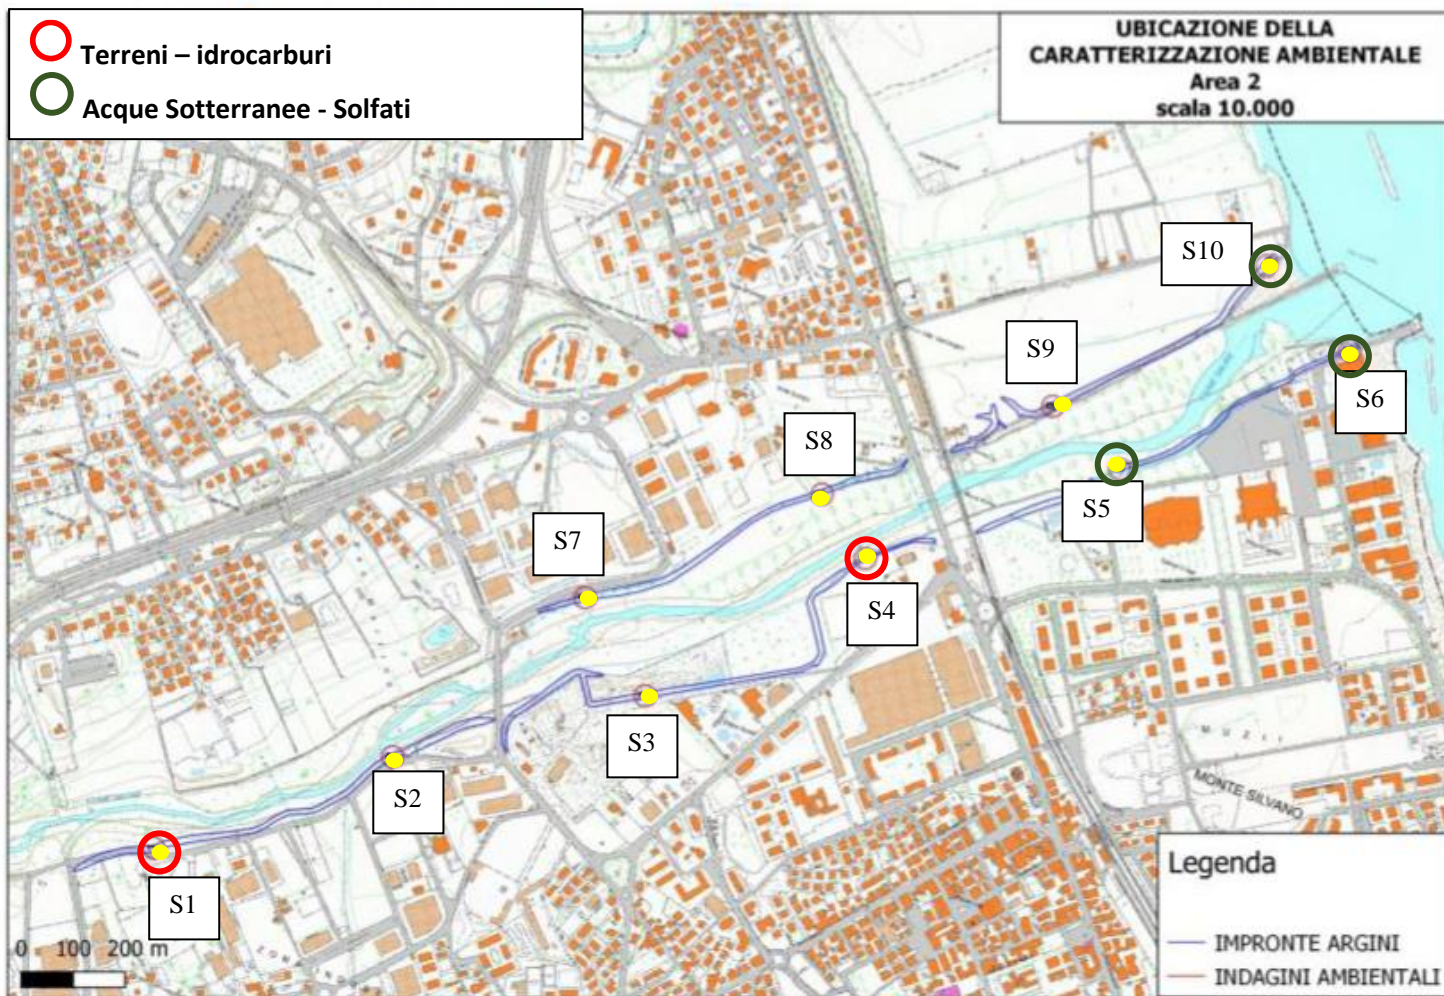 Terreni – idrocarburi
Acque Sotterranee - Solfati
UBICAZIONE DELLA
CARATTERIZZAZIONE AMBIENTALE
Area 2
scala 10.000
S10
S9
S6
S8
S5
S7
S4
S3
S2
S1
MUZII
MONTE SILVANO
0 100 200 m
Legenda
IMPRONTE ARGINI
INDAGINI AMBIENTALI